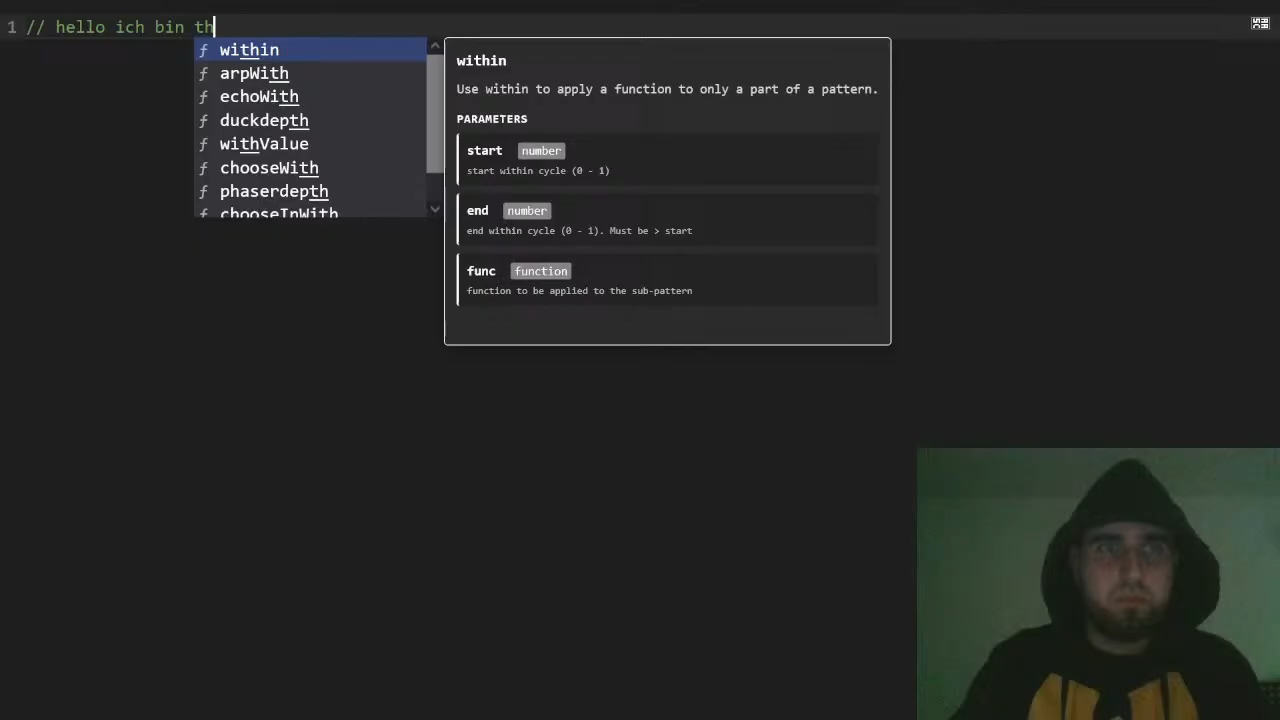 1 // hello ich bin th
ƒ within
ƒ arpWith
ƒ echoWith
ƒ duckdepth
ƒ withValue
ƒ chooseWith
ƒ phaserdepth
ƒ chooseInWith
within
Use within to apply a function to only a part of a pattern.
PARAMETERS
start number
start within cycle (0 - 1)
end number
end within cycle (0 - 1). Must be > start
func function
function to be applied to the sub-pattern